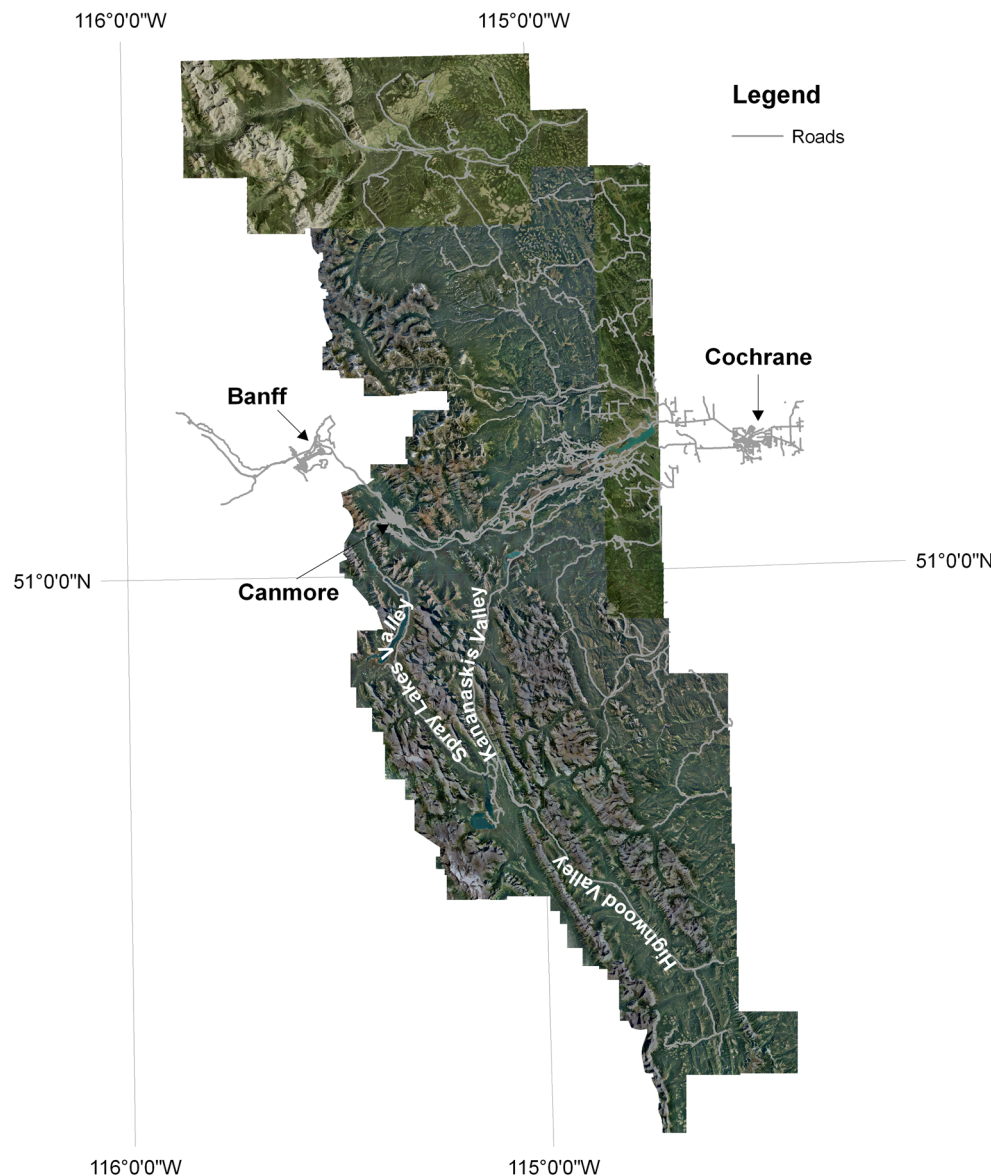 116°0'0"W
115°0'0"W
Legend
Roads
Cochrane
Banff
51°0'0"N
51°0'0"N
Canmore
Spray Lakes Valley
Kananaskis Valley
Highwood Valley
116°0'0"W
115°0'0"W